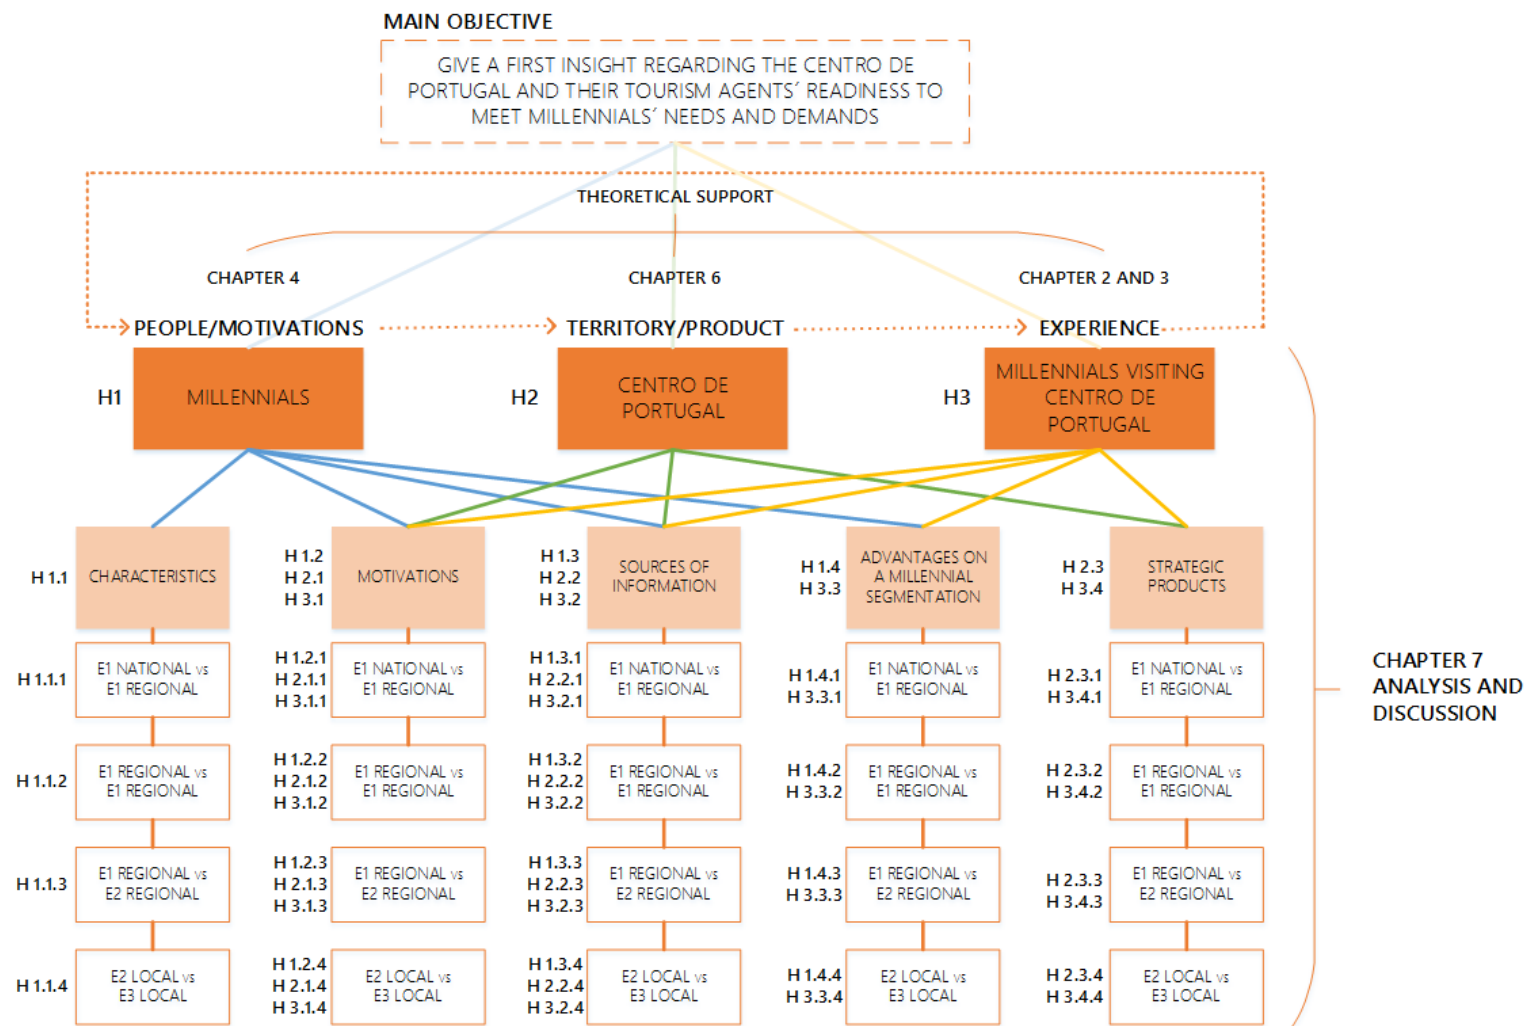 MAIN OBJECTIVE
GIVE A FIRST INSIGHT REGARDING THE CENTRO DE
PORTUGAL AND THEIR TOURISM AGENTS´ READINESS TO
MEET MILLENNIALS´ NEEDS AND DEMANDS
THEORETICAL SUPPORT
CHAPTER 4
CHAPTER 6
CHAPTER 2 AND 3
PEOPLE/MOTIVATIONS
TERRITORY/PRODUCT
EXPERIENCE
H1
MILLENNIALS
H2
CENTRO DE
PORTUGAL
H3
MILLENNIALS VISITING
CENTRO DE
PORTUGAL
H 1.1
CHARACTERISTICS
H 1.2
H 2.1
H 3.1
MOTIVATIONS
H 1.3
H 2.2
H 3.2
SOURCES OF
INFORMATION
H 1.4
H 3.3
ADVANTAGES ON
A MILLENNIAL
SEGMENTATION
H 2.3
H 3.4
STRATEGIC
PRODUCTS
H 1.1.1
E1 NATIONAL vs
E1 REGIONAL
H 1.2.1
H 2.1.1
H 3.1.1
E1 NATIONAL vs
E1 REGIONAL
H 1.3.1
H 2.2.1
H 3.2.1
E1 NATIONAL vs
E1 REGIONAL
H 1.4.1
H 3.3.1
E1 NATIONAL vs
E1 REGIONAL
H 2.3.1
H 3.4.1
E1 NATIONAL vs
E1 REGIONAL
CHAPTER 7
ANALYSIS AND
DISCUSSION
H 1.1.2
E1 REGIONAL vs
E1 REGIONAL
H 1.2.2
H 2.1.2
H 3.1.2
E1 REGIONAL vs
E1 REGIONAL
H 1.3.2
H 2.2.2
H 3.2.2
E1 REGIONAL vs
E1 REGIONAL
H 1.4.2
H 3.3.2
E1 REGIONAL vs
E1 REGIONAL
H 2.3.2
H 3.4.2
E1 REGIONAL vs
E1 REGIONAL
H 1.1.3
E1 REGIONAL vs
E2 REGIONAL
H 1.2.3
H 2.1.3
H 3.1.3
E1 REGIONAL vs
E2 REGIONAL
H 1.3.3
H 2.2.3
H 3.2.3
E1 REGIONAL vs
E2 REGIONAL
H 1.4.3
H 3.3.3
E1 REGIONAL vs
E2 REGIONAL
H 2.3.3
H 3.4.3
E1 REGIONAL vs
E2 REGIONAL
H 1.1.4
E2 LOCAL vs
E3 LOCAL
H 1.2.4
H 2.1.4
H 3.1.4
E2 LOCAL vs
E3 LOCAL
H 1.3.4
H 2.2.4
H 3.2.4
E2 LOCAL vs
E3 LOCAL
H 1.4.4
H 3.3.4
E2 LOCAL vs
E3 LOCAL
H 2.3.4
H 3.4.4
E2 LOCAL vs
E3 LOCAL